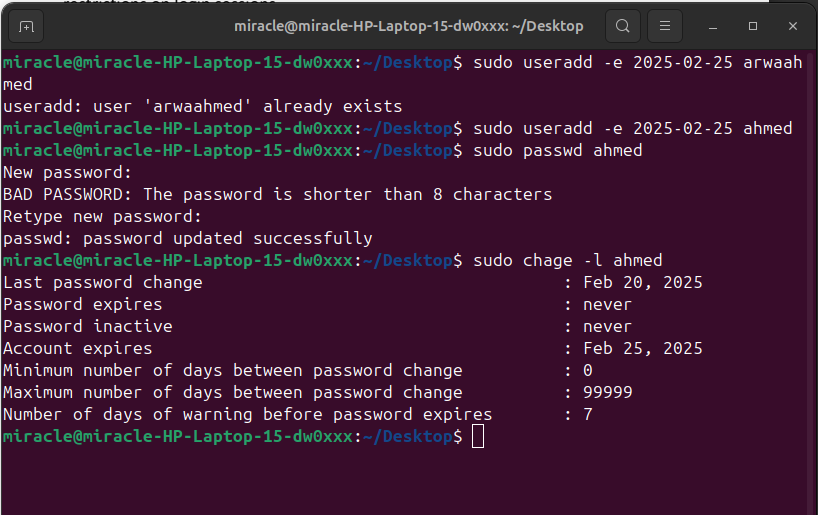 restrictions on login sessions
miracle@miracle-HP-Laptop-15-dw0xxx: ~/Desktop
miracle@miracle-HP-Laptop-15-dw0xxx:~/Desktop$ sudo useradd -e 2025-02-25 arwaah
med
useradd: user 'arwaahmed' already exists
miracle@miracle-HP-Laptop-15-dw0xxx:~/Desktop$ sudo useradd -e 2025-02-25 ahmed
miracle@miracle-HP-Laptop-15-dw0xxx:~/Desktop$ sudo passwd ahmed
New password:
BAD PASSWORD: The password is shorter than 8 characters
Retype new password:
passwd: password updated successfully
miracle@miracle-HP-Laptop-15-dw0xxx:~/Desktop$ sudo chage -l ahmed
Last password change : Feb 20, 2025
Password expires : never
Password inactive : never
Account expires : Feb 25, 2025
Minimum number of days between password change : 0
Maximum number of days between password change : 99999
Number of days of warning before password expires : 7
miracle@miracle-HP-Laptop-15-dw0xxx:~/Desktop$